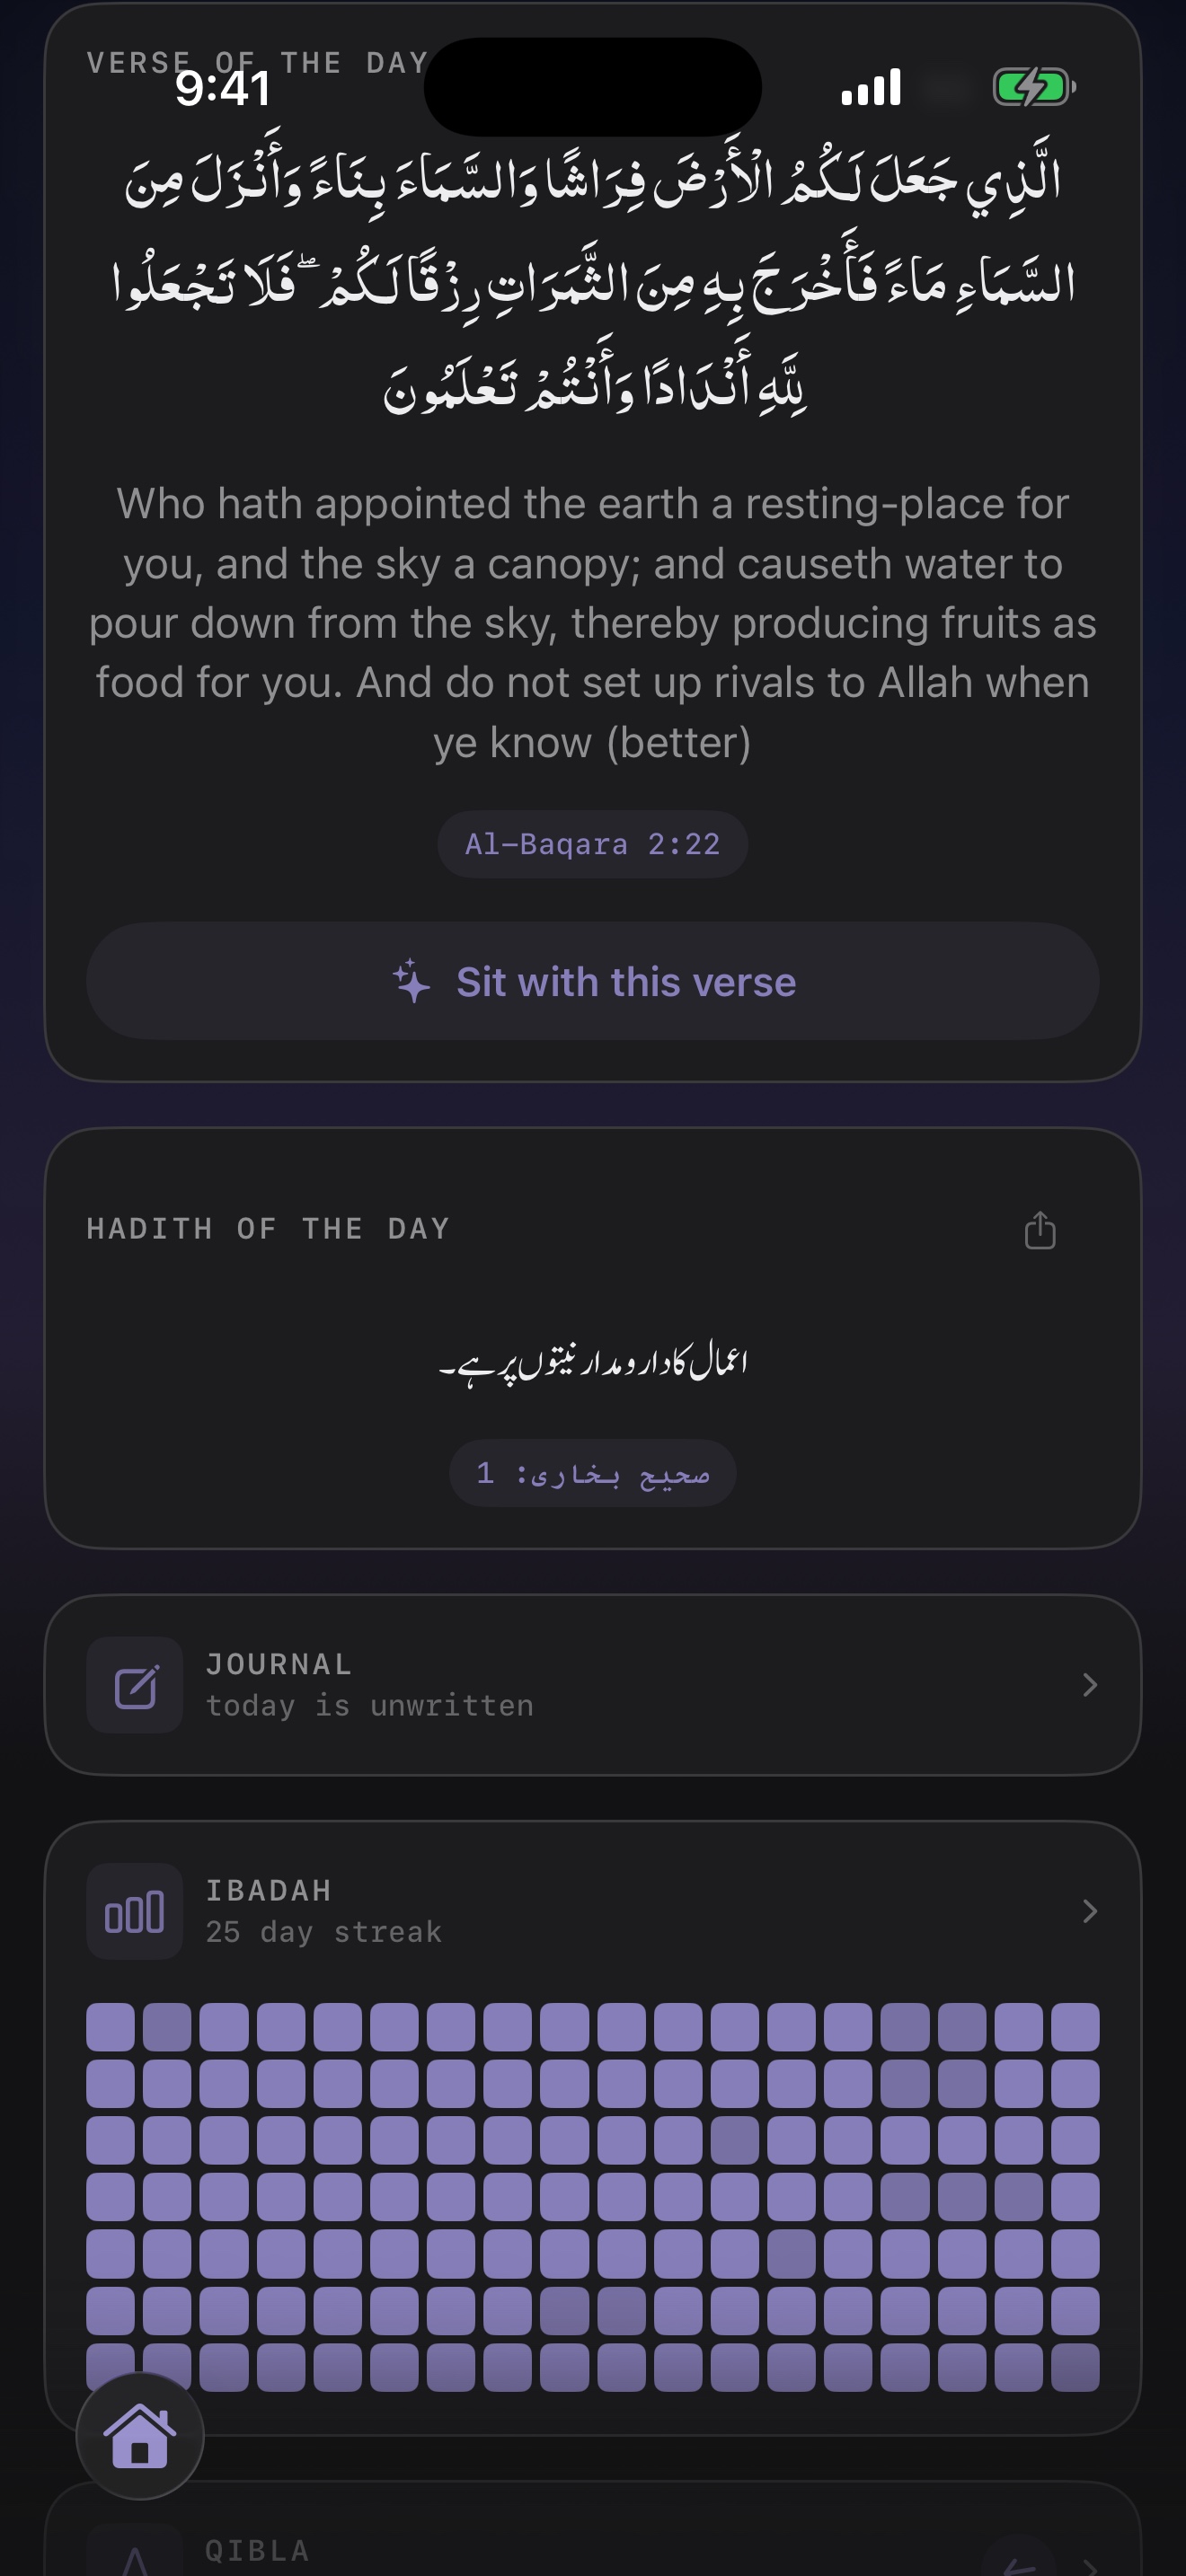 VERSE OF THE DAY
9:41
الَّذِي جَعَلَ لَكُمُ الْأَرْضَ فِرَاشًا وَالسَّمَاءَ بِنَاءً وَأَنْزَلَ مِنَ
السَّمَاءِ مَاءً فَأَخْرَجَ بِهِ مِنَ الثَّمَرَاتِ رِزْقًا لَكُمْ ۖ فَلَا تَجْعَلُوا
لِلَّهِ أَنْدَادًا وَأَنْتُمْ تَعْلَمُونَ
Who hath appointed the earth a resting-place for
you, and the sky a canopy; and causeth water to
pour down from the sky, thereby producing fruits as
food for you. And do not set up rivals to Allah when
ye know (better)
Al-Baqara 2:22
Sit with this verse
HADITH OF THE DAY
اعمال کا دارومدار نیتوں پر ہے۔
صحیح بخاری: 1
JOURNAL
today is unwritten
IBADAH
25 day streak
QIBLA